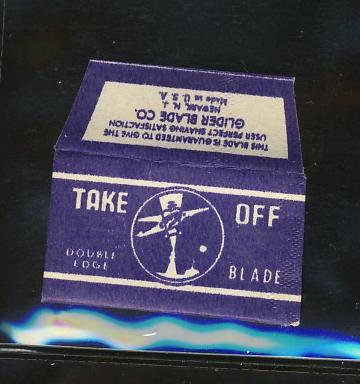 THIS BLADE IS GUARANTEED TO GIVE THE
USER PERFECT SHAVING SATISFACTION
GLIDER BLADE CO.
NEWARK, N. J.
Made in U. S. A.
TAKE OFF
DOUBLE
EDGE
BLADE